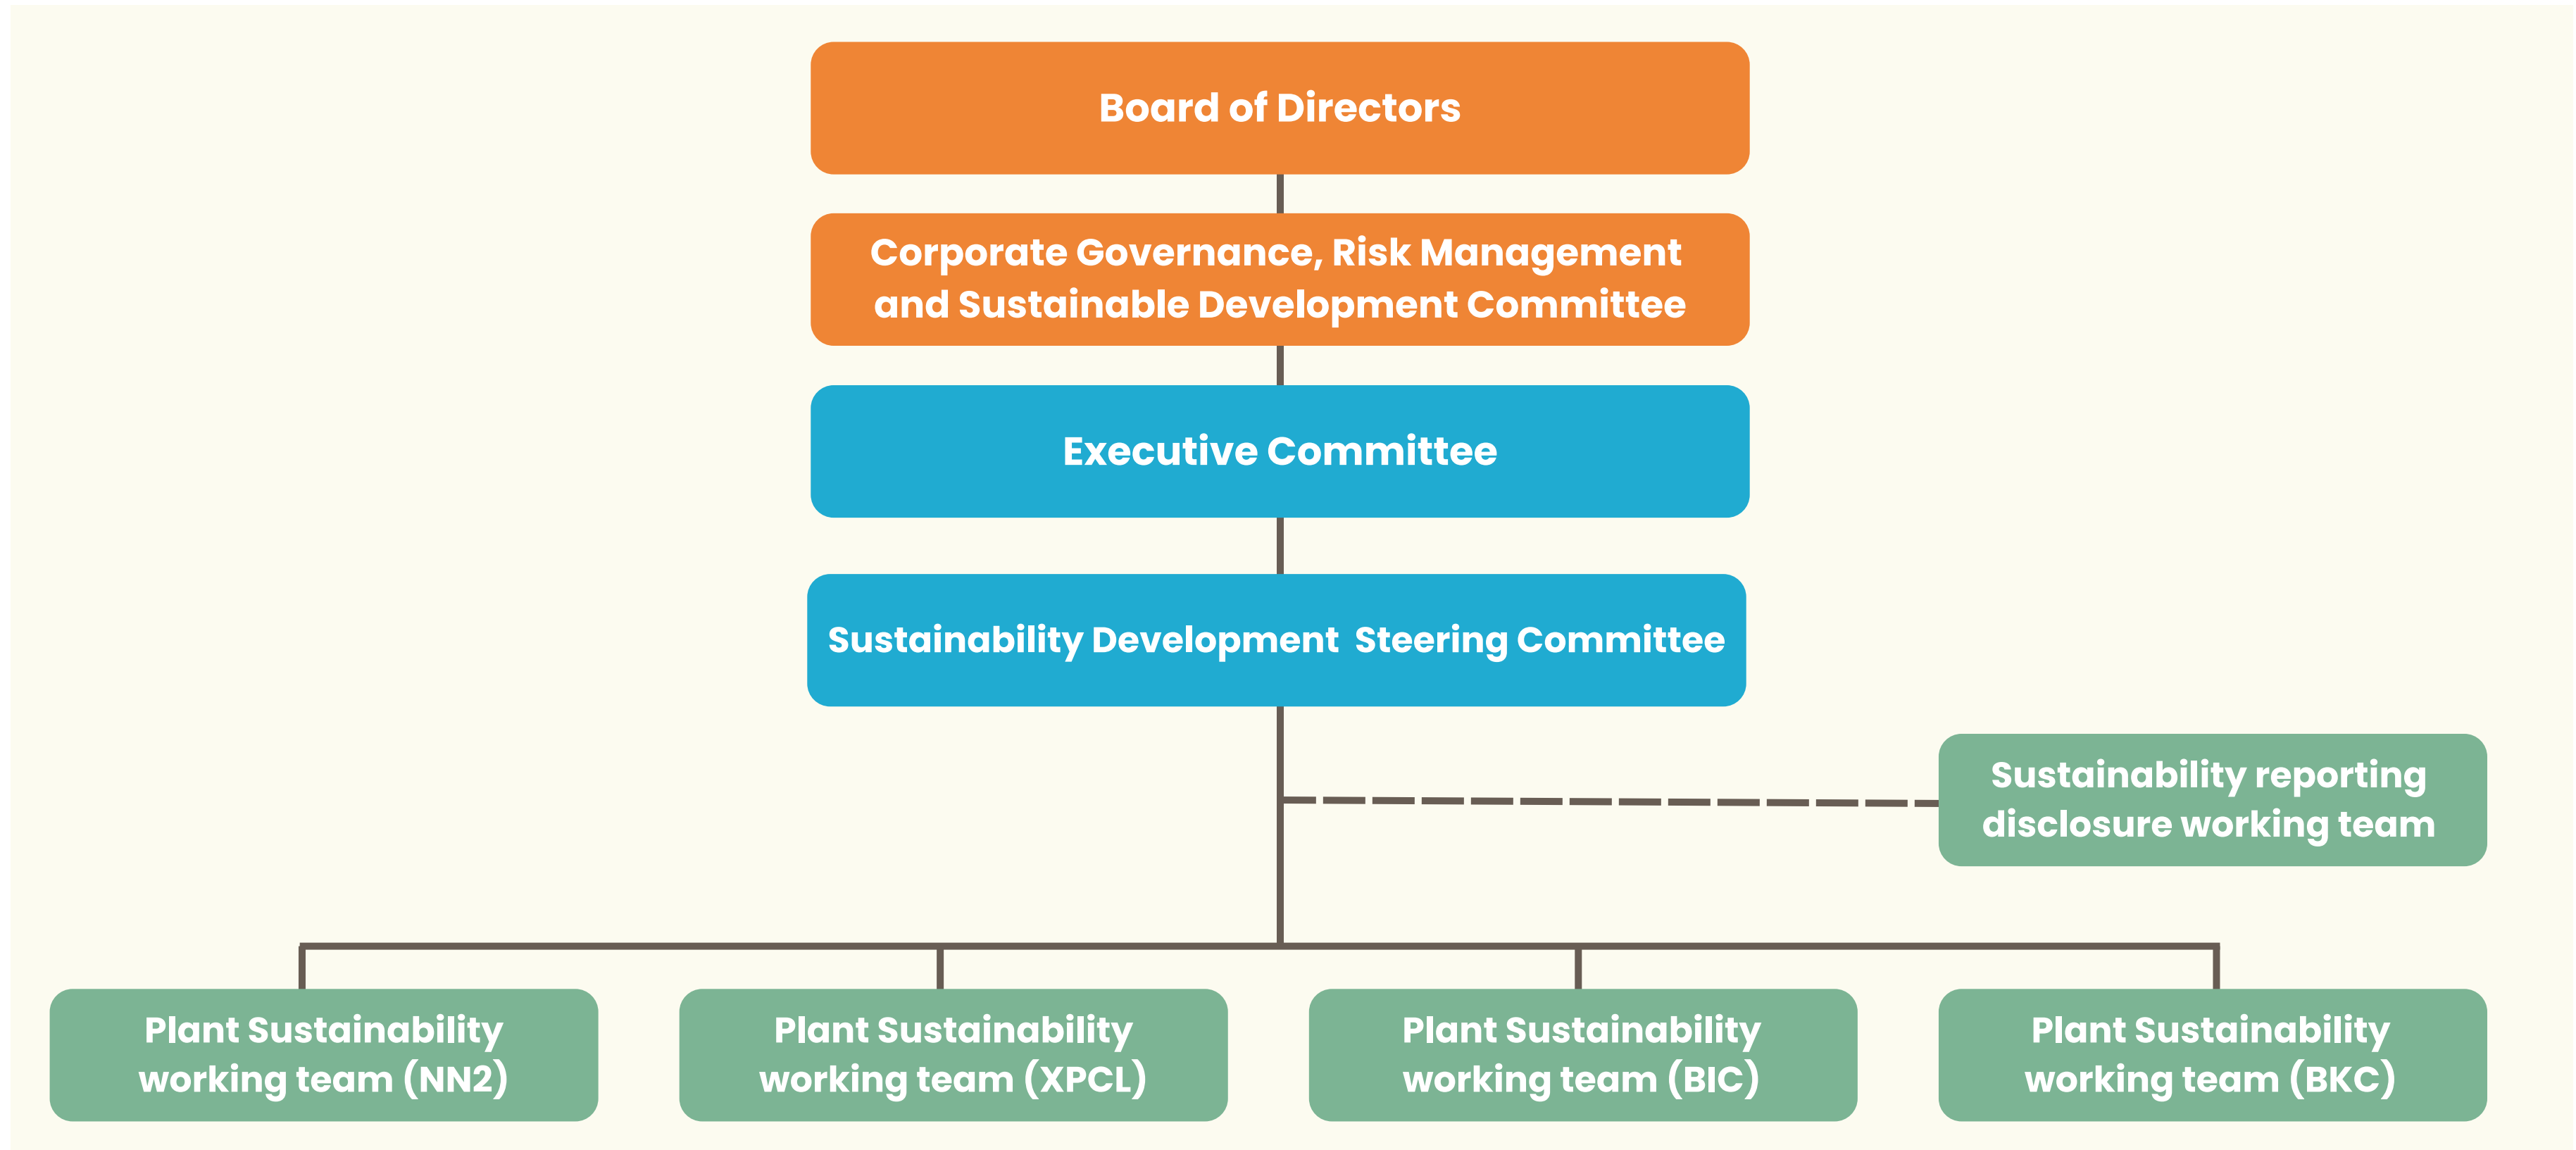 Board of Directors
Corporate Governance, Risk Management
and Sustainable Development Committee
Executive Committee
Sustainability Development Steering Committee
Sustainability reporting
disclosure working team
Plant Sustainability
working team (NN2)
Plant Sustainability
working team (XPCL)
Plant Sustainability
working team (BIC)
Plant Sustainability
working team (BKC)